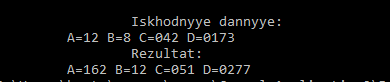 Iskhodnyye dannyye:
A=12 B=8 C=042 D=0173
Rezultat:
A=162 B=12 C=051 D=0277